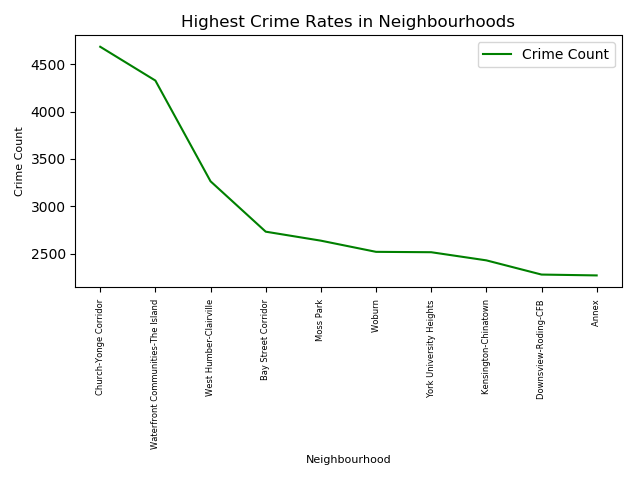 Highest Crime Rates in Neighbourhoods
Crime Count
Crime Count
4500
4000
3500
3000
2500
Church-Yonge Corridor
Waterfront Communities-The Island
West Humber-Clairville
Bay Street Corridor
Moss Park
Woburn
York University Heights
Kensington-Chinatown
Downsview-Roding-CFB
Annex
Neighbourhood